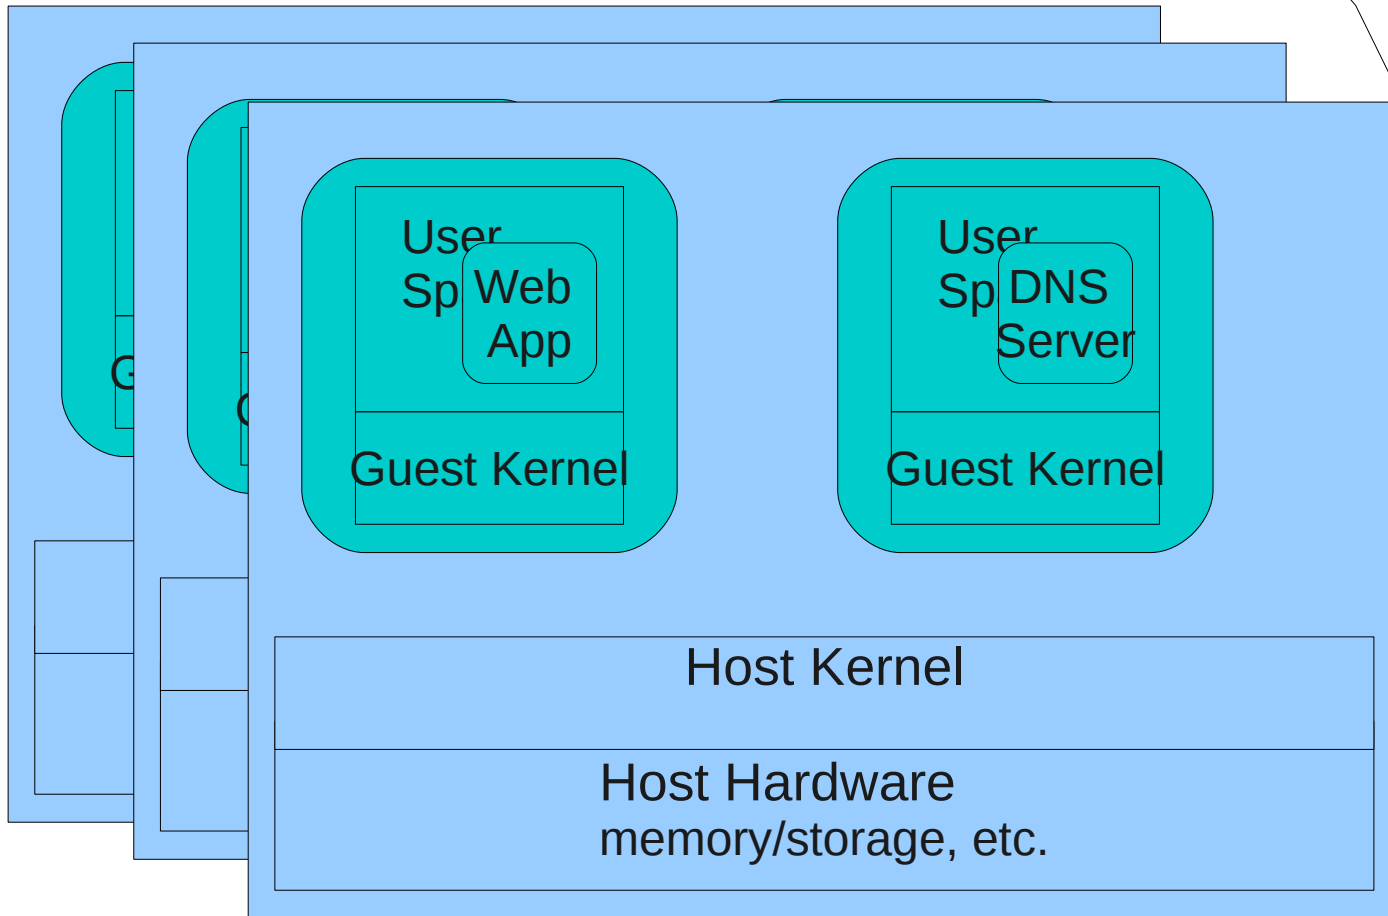 User
Sp
Web
App
Guest Kernel
User
Sp
DNS
Server
Guest Kernel
G
G
Host Kernel
Host Hardware
memory/storage, etc.